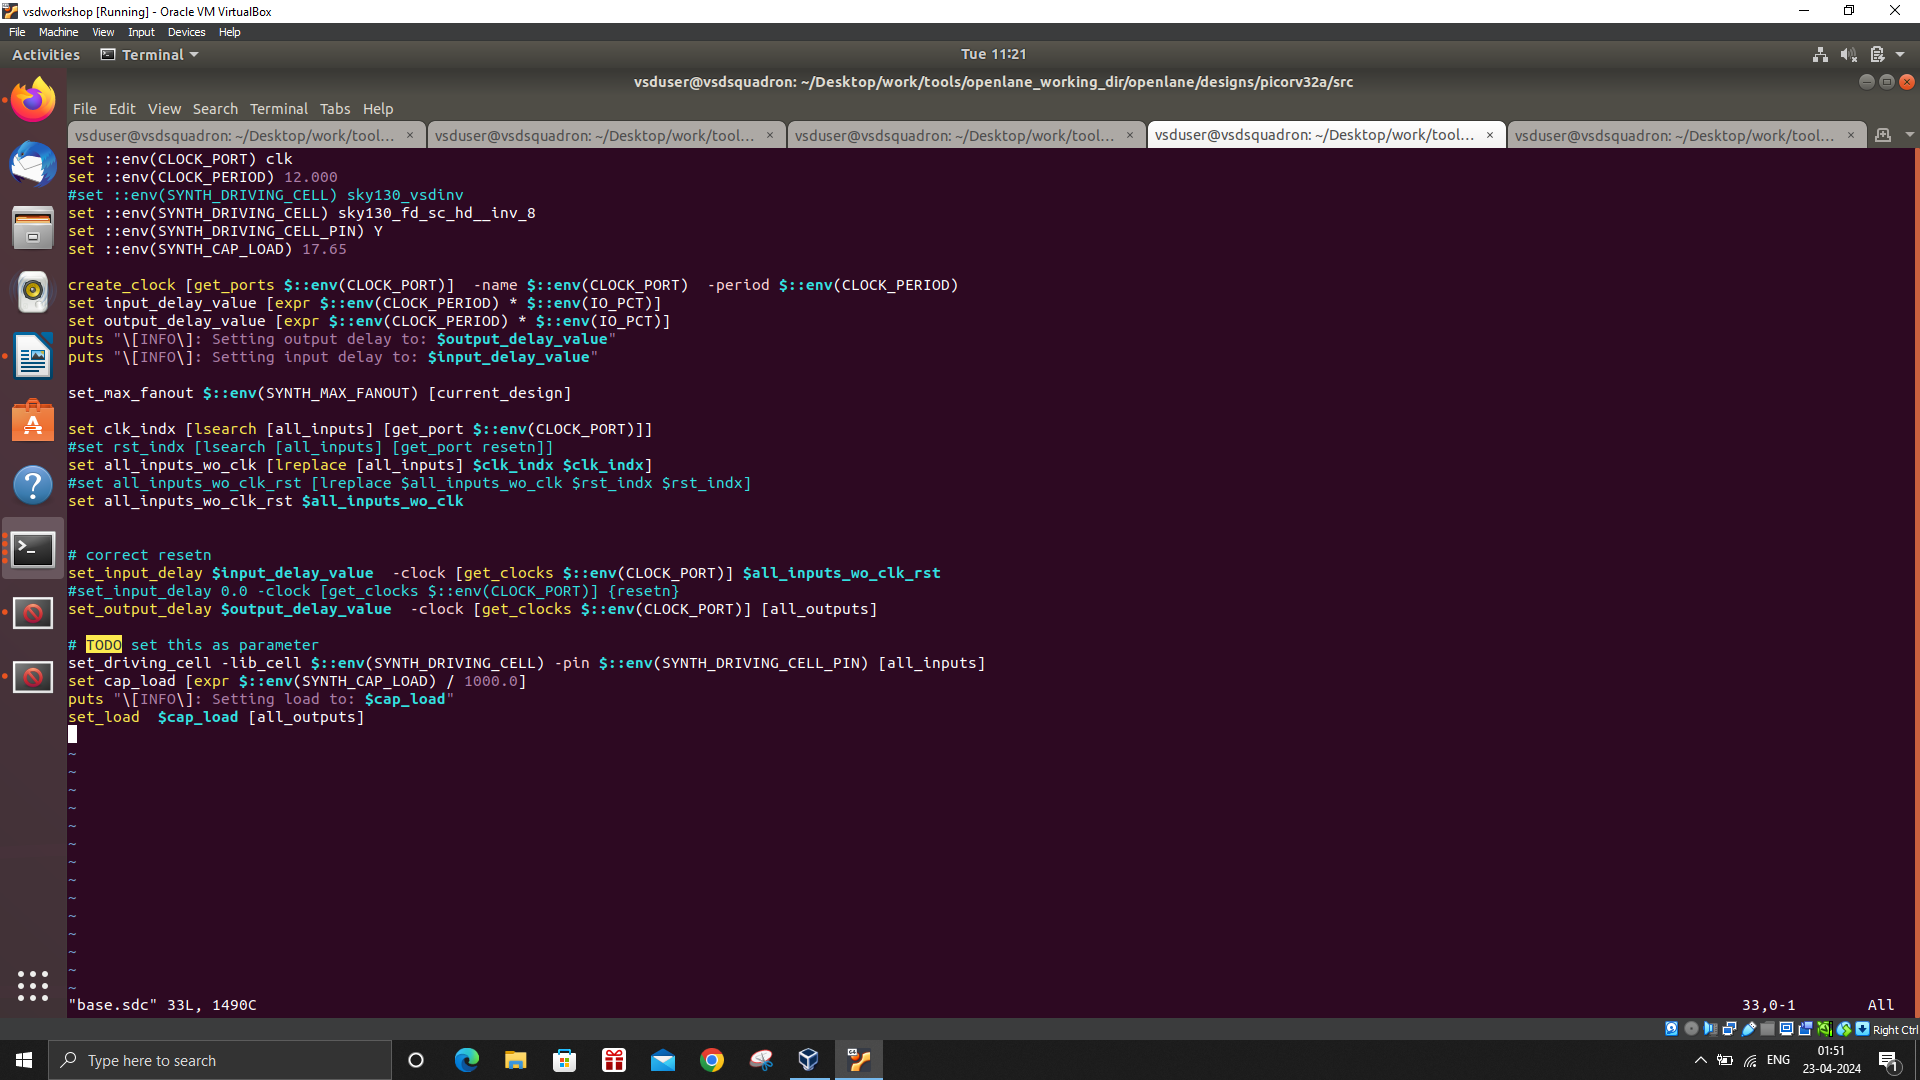 vsdworkshop [Running] - Oracle VM VirtualBox
File Machine View Input Devices Help
Activities Terminal Tue 11:21
vsduser@vsdsquadron: ~/Desktop/work/tools/openlane_working_dir/openlane/designs/picorv32a/src
File Edit View Search Terminal Tabs Help
vsduser@vsdsquadron: ~/Desktop/work/tool... × vsduser@vsdsquadron: ~/Desktop/work/tool... × vsduser@vsdsquadron: ~/Desktop/work/tool... × vsduser@vsdsquadron: ~/Desktop/work/tool... × vsduser@vsdsquadron: ~/Desktop/work/tool... ×
set ::env(CLOCK_PORT) clk
set ::env(CLOCK_PERIOD) 12.000
#set ::env(SYNTH_DRIVING_CELL) sky130_vsdinv
set ::env(SYNTH_DRIVING_CELL) sky130_fd_sc_hd__inv_8
set ::env(SYNTH_DRIVING_CELL_PIN) Y
set ::env(SYNTH_CAP_LOAD) 17.65
create_clock [get_ports $::env(CLOCK_PORT)]  -name $::env(CLOCK_PORT)  -period $::env(CLOCK_PERIOD)
set input_delay_value [expr $::env(CLOCK_PERIOD) * $::env(IO_PCT)]
set output_delay_value [expr $::env(CLOCK_PERIOD) * $::env(IO_PCT)]
puts "\[INFO\]: Setting output delay to: $output_delay_value"
puts "\[INFO\]: Setting input delay to: $input_delay_value"
set_max_fanout $::env(SYNTH_MAX_FANOUT) [current_design]
set clk_indx [lsearch [all_inputs] [get_port $::env(CLOCK_PORT)]]
#set rst_indx [lsearch [all_inputs] [get_port resetn]]
set all_inputs_wo_clk [lreplace [all_inputs] $clk_indx $clk_indx]
#set all_inputs_wo_clk_rst [lreplace $all_inputs_wo_clk $rst_indx $rst_indx]
set all_inputs_wo_clk_rst $all_inputs_wo_clk
# correct resetn
set_input_delay $input_delay_value  -clock [get_clocks $::env(CLOCK_PORT)] $all_inputs_wo_clk_rst
#set_input_delay 0.0 -clock [get_clocks $::env(CLOCK_PORT)] {resetn}
set_output_delay $output_delay_value  -clock [get_clocks $::env(CLOCK_PORT)] [all_outputs]
# TODO set this as parameter
set_driving_cell -lib_cell $::env(SYNTH_DRIVING_CELL) -pin $::env(SYNTH_DRIVING_CELL_PIN) [all_inputs]
set cap_load [expr $::env(SYNTH_CAP_LOAD) / 1000.0]
puts "\[INFO\]: Setting load to: $cap_load"
set_load  $cap_load [all_outputs]
~
~
~
~
~
~
~
~
~
~
~
~
~
~
"base.sdc" 33L, 1490C 33,0-1 All
Right Ctrl
Type here to search ENG 01:51
23-04-2024 1